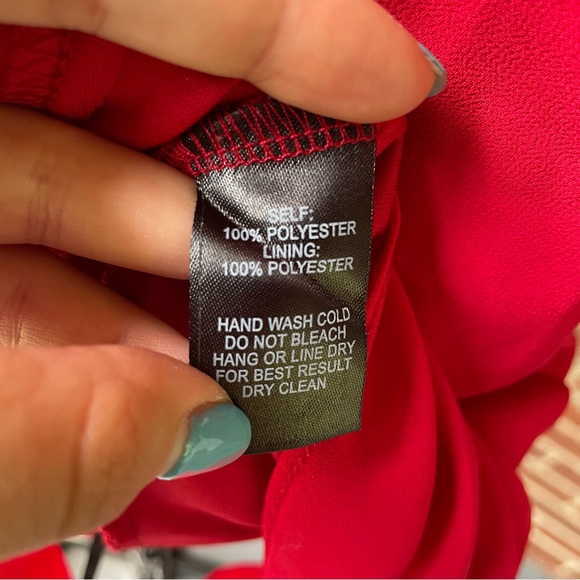 SELF:
100% POLYESTER
LINING:
100% POLYESTER
HAND WASH COLD
DO NOT BLEACH
HANG OR LINE DRY
FOR BEST RESULT
DRY CLEAN